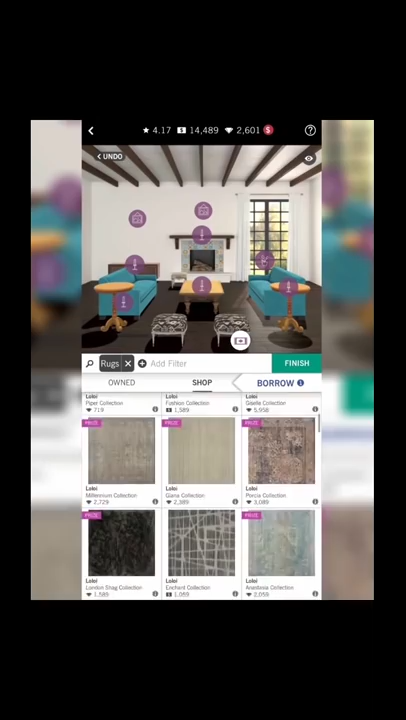 ★ 4.17 14,489 2,601
UNDO
Rugs × Add Filter FINISH
OWNED SHOP BORROW 1
Loloi Loloi Loloi
Piper Collection Fashion Collection Giselle Collection
719 1,589 5,958
PRIZE PRIZE PRIZE
Loloi Loloi Loloi
Millennium Collection Giana Collection Porcia Collection
2,729 2,389 3,089
PRIZE PRIZE
Loloi Loloi Loloi
London Shag Collection Enchant Collection Anastasia Collection
1,589 1,059 2,059